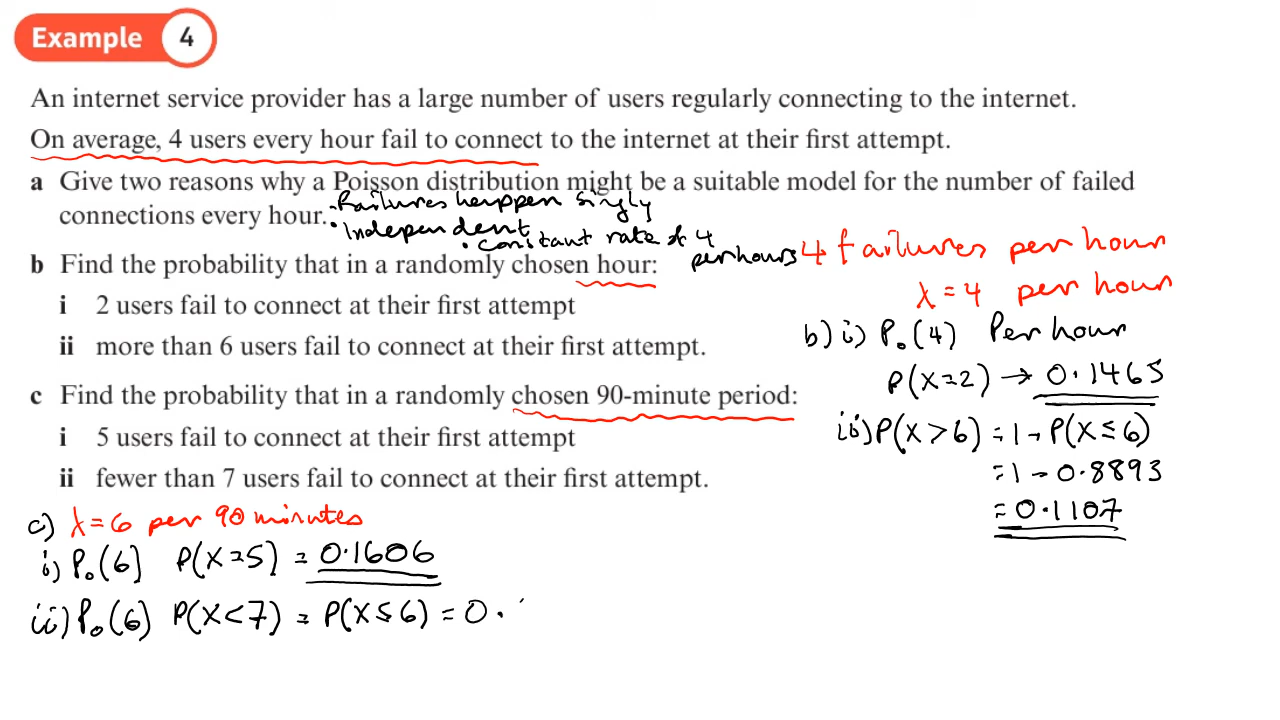 Example 4
An internet service provider has a large number of users regularly connecting to the internet.
On average, 4 users every hour fail to connect to the internet at their first attempt.
a Give two reasons why a Poisson distribution might be a suitable model for the number of failed
connections every hour.
• Failures happen singly
• Independent
• constant rate of 4
per hours
b Find the probability that in a randomly chosen hour:
i 2 users fail to connect at their first attempt
ii more than 6 users fail to connect at their first attempt.
c Find the probability that in a randomly chosen 90-minute period:
i 5 users fail to connect at their first attempt
ii fewer than 7 users fail to connect at their first attempt.
4 failures per hour
λ = 4 per hour
b) i) Po(4) Per hour
P(X=2) → 0.1465
ii) P(X > 6) = 1 - P(X ≤ 6)
= 1 - 0.8893
= 0.1107
c) λ = 6 per 90 minutes
i) Po(6) P(X=5) = 0.1606
ii) Po(6) P(X < 7) = P(X ≤ 6) = 0.